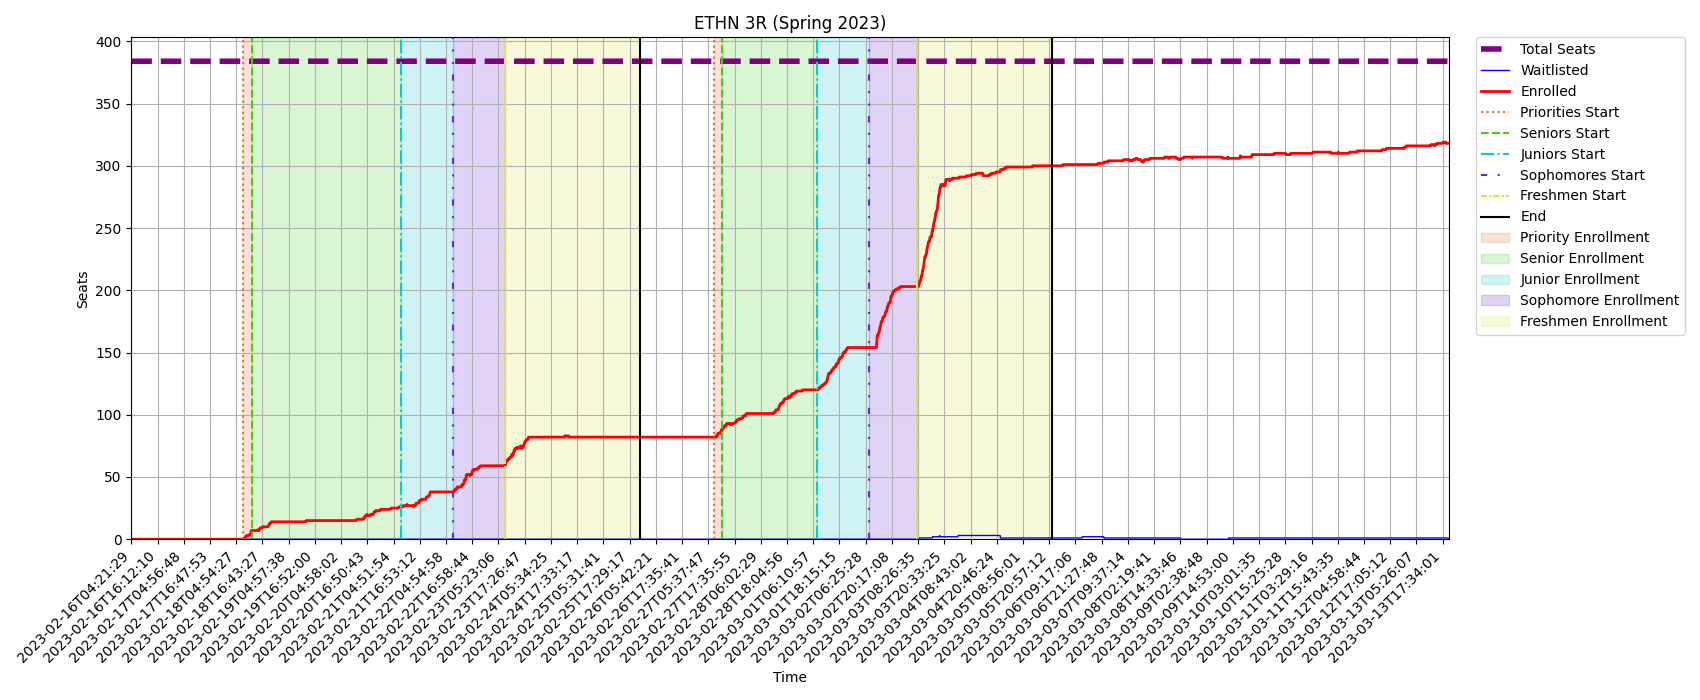 ETHN 3R (Spring 2023)
400
350
300
250
200
150
100
50
0
Seats
2023-02-16T04:21:29
2023-02-16T16:12:10
2023-02-17T04:56:48
2023-02-17T16:47:53
2023-02-18T04:54:27
2023-02-18T16:43:27
2023-02-19T04:57:38
2023-02-19T16:52:00
2023-02-20T04:58:02
2023-02-20T16:50:43
2023-02-21T04:51:54
2023-02-21T16:53:12
2023-02-22T04:54:56
2023-02-22T16:58:44
2023-02-23T05:23:06
2023-02-23T17:26:47
2023-02-24T05:34:25
2023-02-24T17:33:17
2023-02-25T05:31:41
2023-02-25T17:29:17
2023-02-26T05:42:21
2023-02-26T17:35:41
2023-02-27T05:37:47
2023-02-27T17:35:55
2023-02-28T06:02:29
2023-02-28T18:04:56
2023-03-01T06:10:57
2023-03-01T18:15:15
2023-03-02T06:25:28
2023-03-02T20:17:08
2023-03-03T08:26:35
2023-03-03T20:33:25
2023-03-04T08:43:02
2023-03-04T20:46:24
2023-03-05T08:56:01
2023-03-05T20:57:12
2023-03-06T09:17:06
2023-03-06T21:27:48
2023-03-07T09:37:14
2023-03-08T02:19:41
2023-03-08T14:33:46
2023-03-09T02:38:48
2023-03-09T14:53:00
2023-03-10T03:01:35
2023-03-10T15:25:28
2023-03-11T03:29:16
2023-03-11T15:43:35
2023-03-12T04:58:44
2023-03-12T17:05:12
2023-03-13T05:26:07
2023-03-13T17:34:01
Time
Total Seats
Waitlisted
Enrolled
Priorities Start
Seniors Start
Juniors Start
Sophomores Start
Freshmen Start
End
Priority Enrollment
Senior Enrollment
Junior Enrollment
Sophomore Enrollment
Freshmen Enrollment